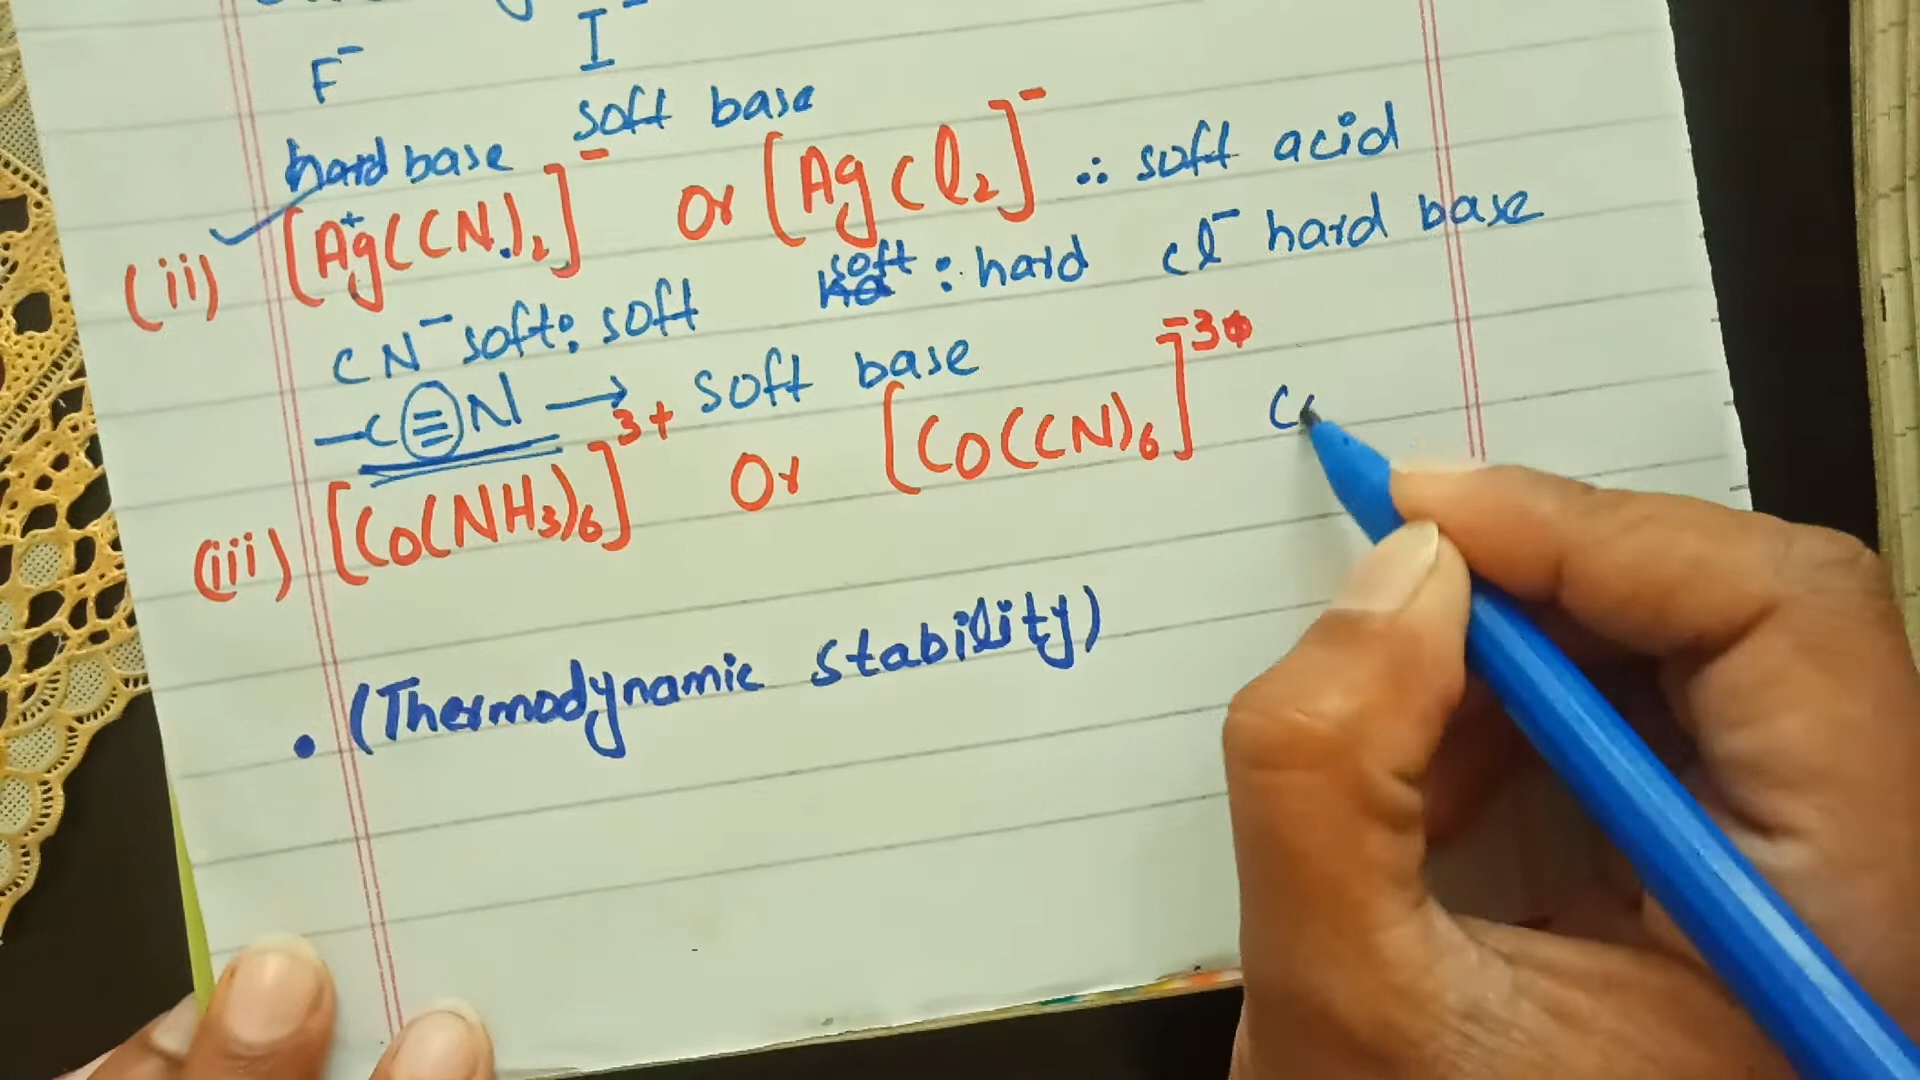 F⁻ I⁻
hard base soft base
(ii) [Ag⁺(CN)₂]⁻ or [AgCl₂]⁻ ∴ soft acid
CN⁻ soft: soft soft : hard Cl⁻ hard base
-C≡N → soft base
(iii) [Co(NH₃)₆]³⁺ Or [Co(CN)₆]⁻³ Co
• (Thermodynamic stability)